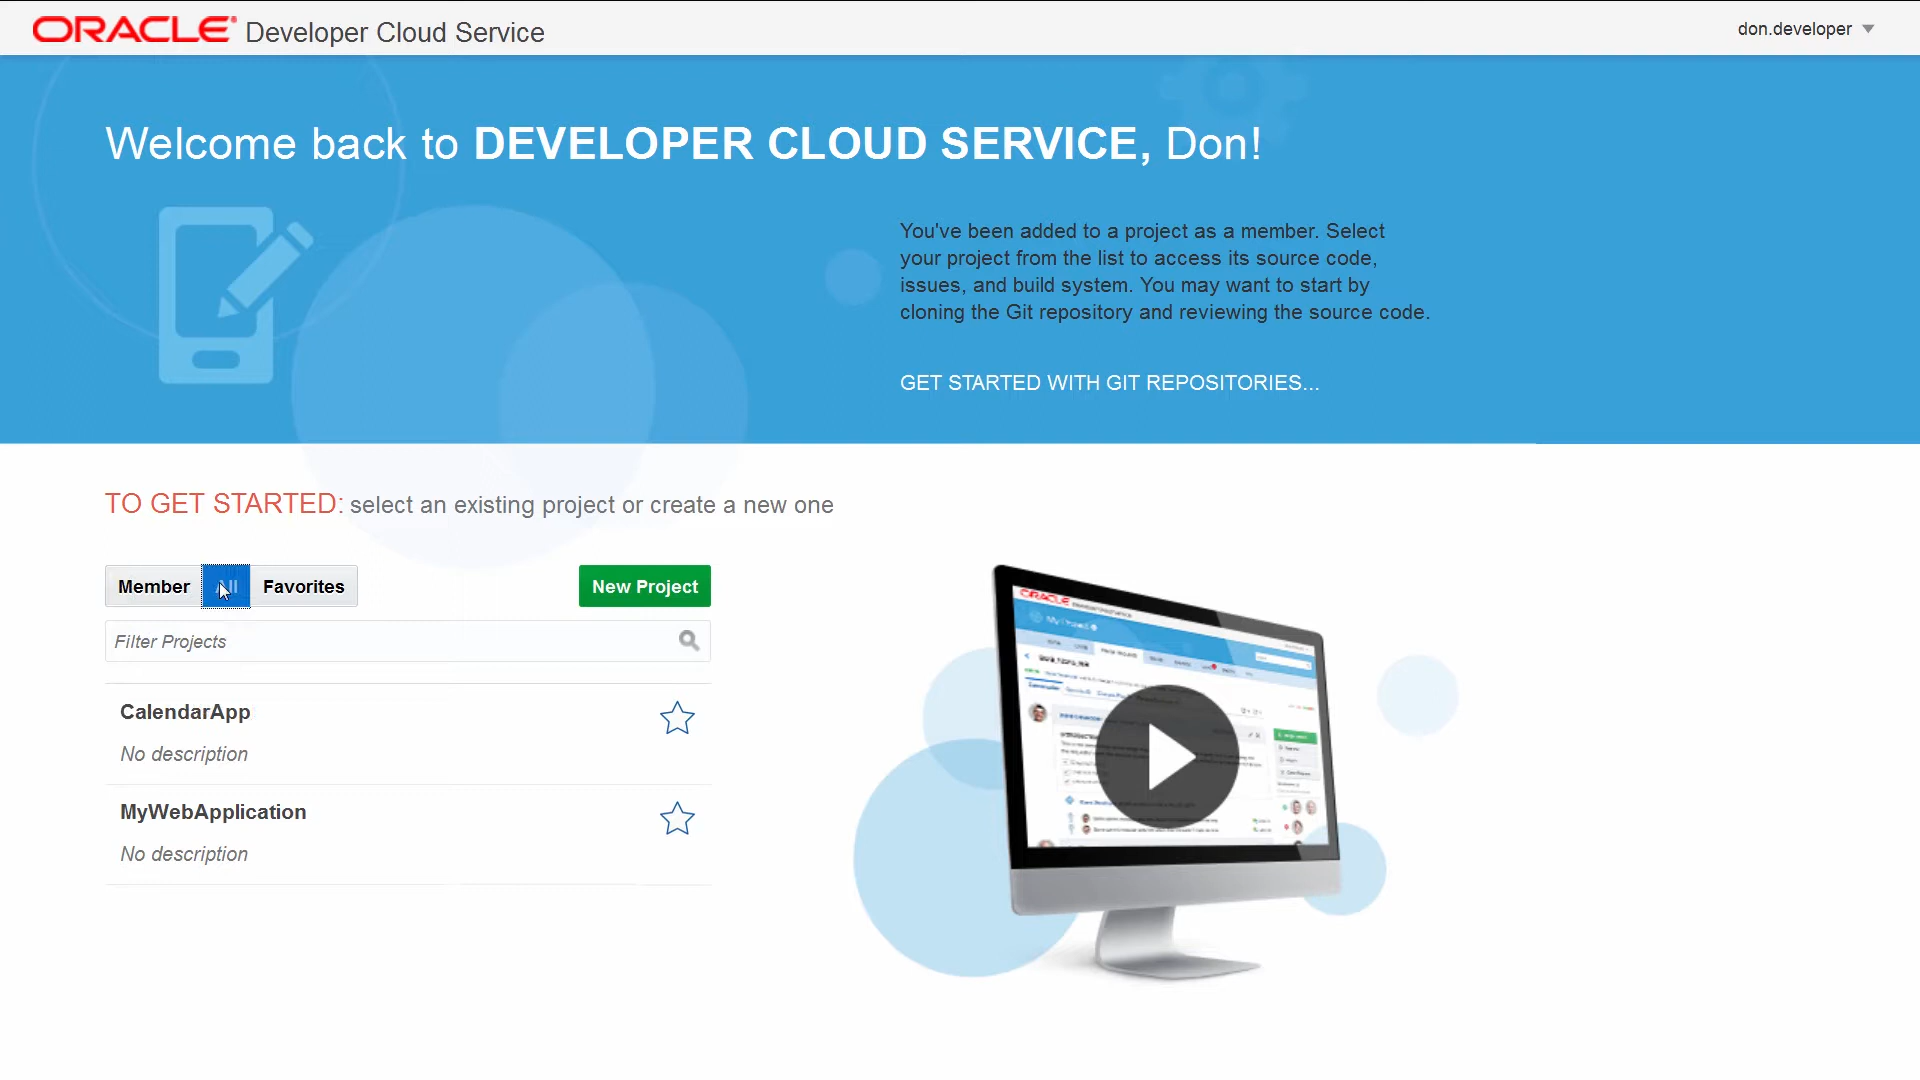 ORACLE Developer Cloud Service
don.developer
Welcome back to DEVELOPER CLOUD SERVICE, Don!
You've been added to a project as a member. Select
your project from the list to access its source code,
issues, and build system. You may want to start by
cloning the Git repository and reviewing the source code.
GET STARTED WITH GIT REPOSITORIES...
TO GET STARTED: select an existing project or create a new one
Member All Favorites New Project
Filter Projects
CalendarApp
No description
MyWebApplication
No description
ORACLE